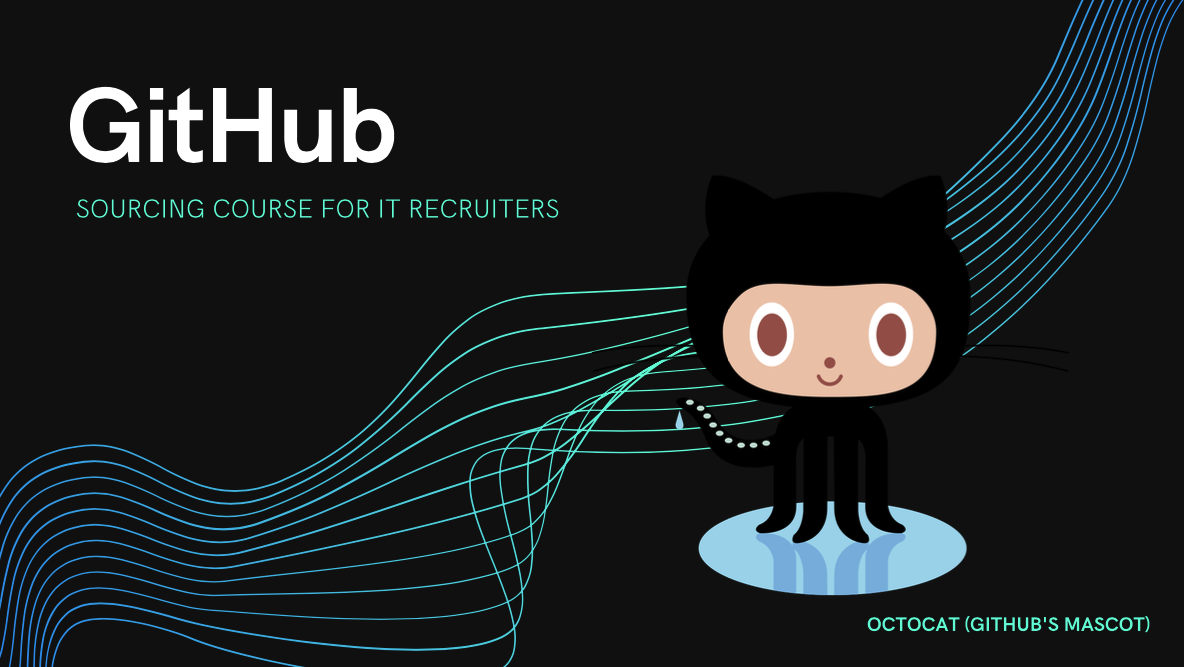 GitHub
SOURCING COURSE FOR IT RECRUITERS
OCTOCAT (GITHUB'S MASCOT)